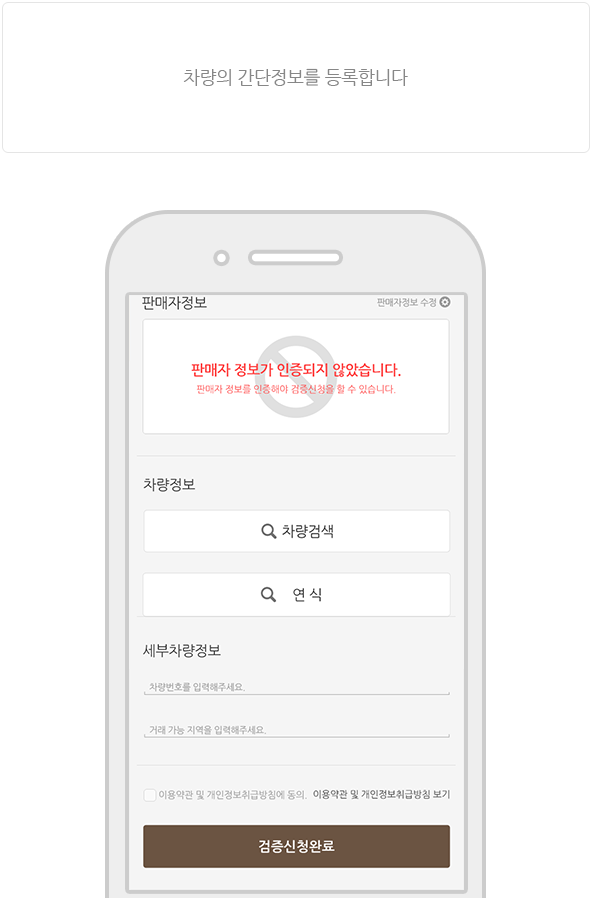 차량의 간단정보를 등록합니다
판매자정보
판매자정보 수정
판매자 정보가 인증되지 않았습니다.
판매자 정보를 인증해야 검증신청을 할 수 있습니다.
차량정보
차량검색
연 식
세부차량정보
차량번호를 입력해주세요.
거래 가능 지역을 입력해주세요.
이용약관 및 개인정보취급방침에 동의. 이용약관 및 개인정보취급방침 보기
검증신청완료